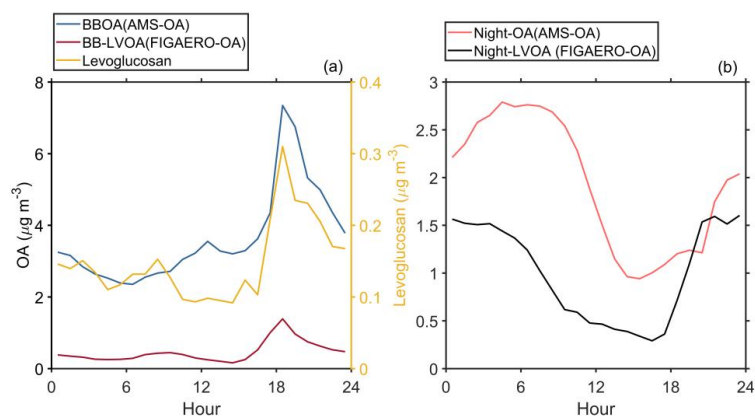 BBOA(AMS-OA)
BB-LVOA(FIGAERO-OA)
Levoglucosan
Night-OA(AMS-OA)
Night-LVOA (FIGAERO-OA)
(a)
8
6
4
2
0
OA (μg m⁻³)
0.4
0.3
0.2
0.1
0
Levoglucosan (μg m⁻³)
0 6 12 18 24
Hour
(b)
3
2.5
2
1.5
1
0.5
0
0 6 12 18 24
Hour